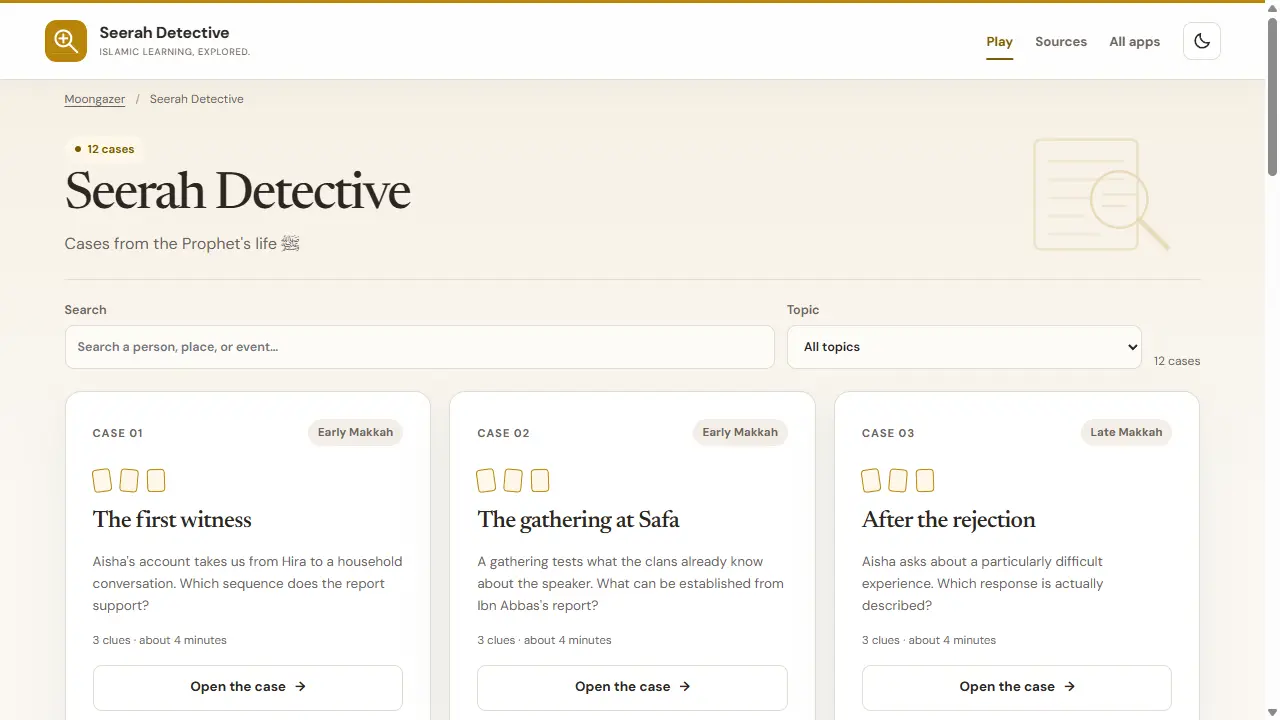 Seerah Detective
ISLAMIC LEARNING, EXPLORED.
Play
Sources
All apps
Moongazer / Seerah Detective
12 cases
Seerah Detective
Cases from the Prophet's life ﷺ
Search
Topic
Search a person, place, or event…
All topics
12 cases
CASE 01
Early Makkah
The first witness
Aisha's account takes us from Hira to a household
conversation. Which sequence does the report
support?
3 clues · about 4 minutes
Open the case →
CASE 02
Early Makkah
The gathering at Safa
A gathering tests what the clans already know
about the speaker. What can be established from
Ibn Abbas's report?
3 clues · about 4 minutes
Open the case →
CASE 03
Late Makkah
After the rejection
Aisha asks about a particularly difficult
experience. Which response is actually
described?
3 clues · about 4 minutes
Open the case →